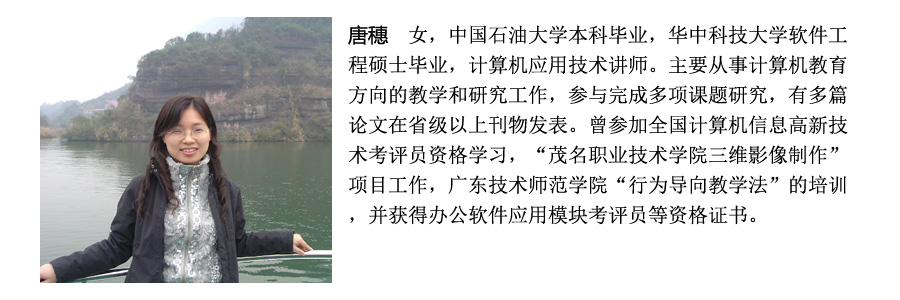 唐穗　女，中国石油大学本科毕业，华中科技大学软件工
程硕士毕业，计算机应用技术讲师。主要从事计算机教育
方向的教学和研究工作，参与完成多项课题研究，有多篇
论文在省级以上刊物发表。曾参加全国计算机信息高新技
术考评员资格学习，“茂名职业技术学院三维影像制作”
项目工作，广东技术师范学院“行为导向教学法”的培训
，并获得办公软件应用模块考评员等资格证书。